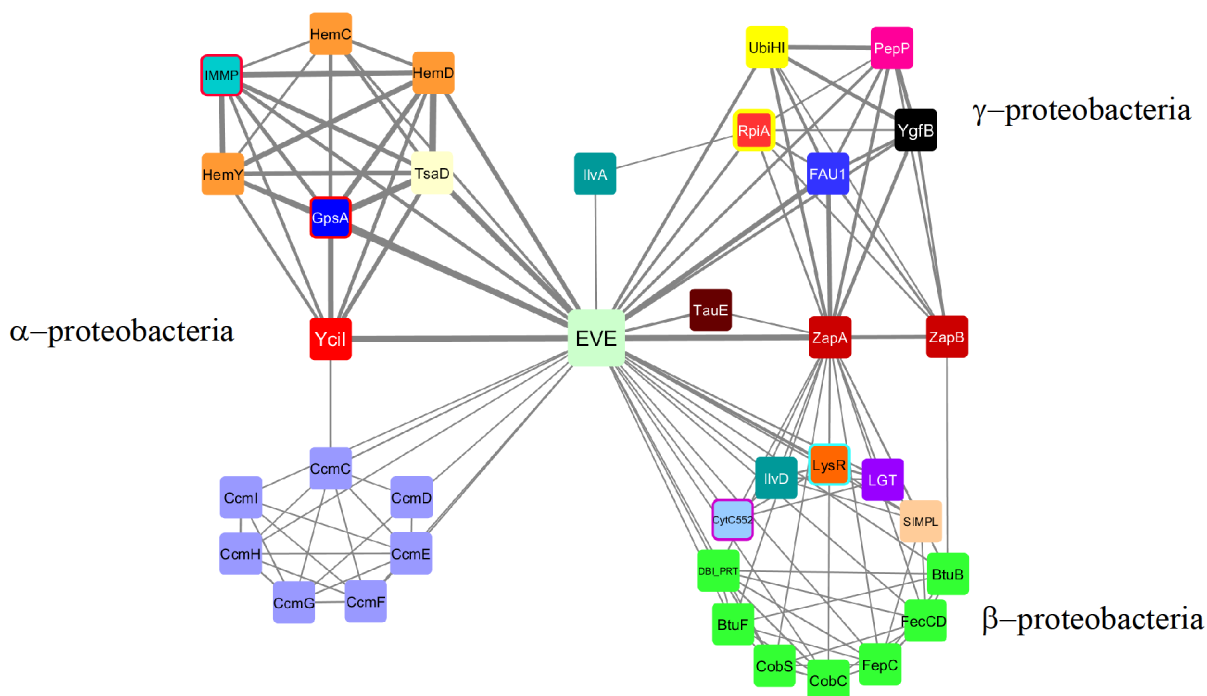 HemC
UbiHI
PepP
IMMP
HemD
γ–proteobacteria
RpiA
YgfB
HemY
TsaD
IlvA
FAU1
GpsA
TauE
α–proteobacteria
YciI
EVE
ZapA
ZapB
CcmC
IlvD
LysR
LGT
CcmI
CcmD
CytC552
SIMPL
CcmH
CcmE
DBI_PRT
BtuB
CcmG
CcmF
BtuF
FecCD
β–proteobacteria
CobS
CobC
FepC